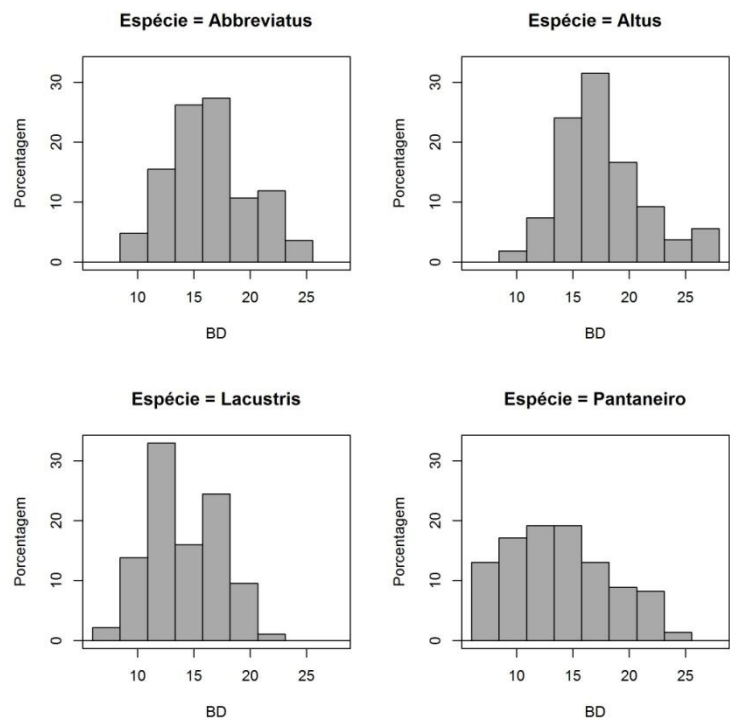 Espécie = Abbreviatus
Porcentagem
0 10 20 30
10 15 20 25
BD
Espécie = Altus
Porcentagem
0 10 20 30
10 15 20 25
BD
Espécie = Lacustris
Porcentagem
0 10 20 30
10 15 20 25
BD
Espécie = Pantaneiro
Porcentagem
0 10 20 30
10 15 20 25
BD